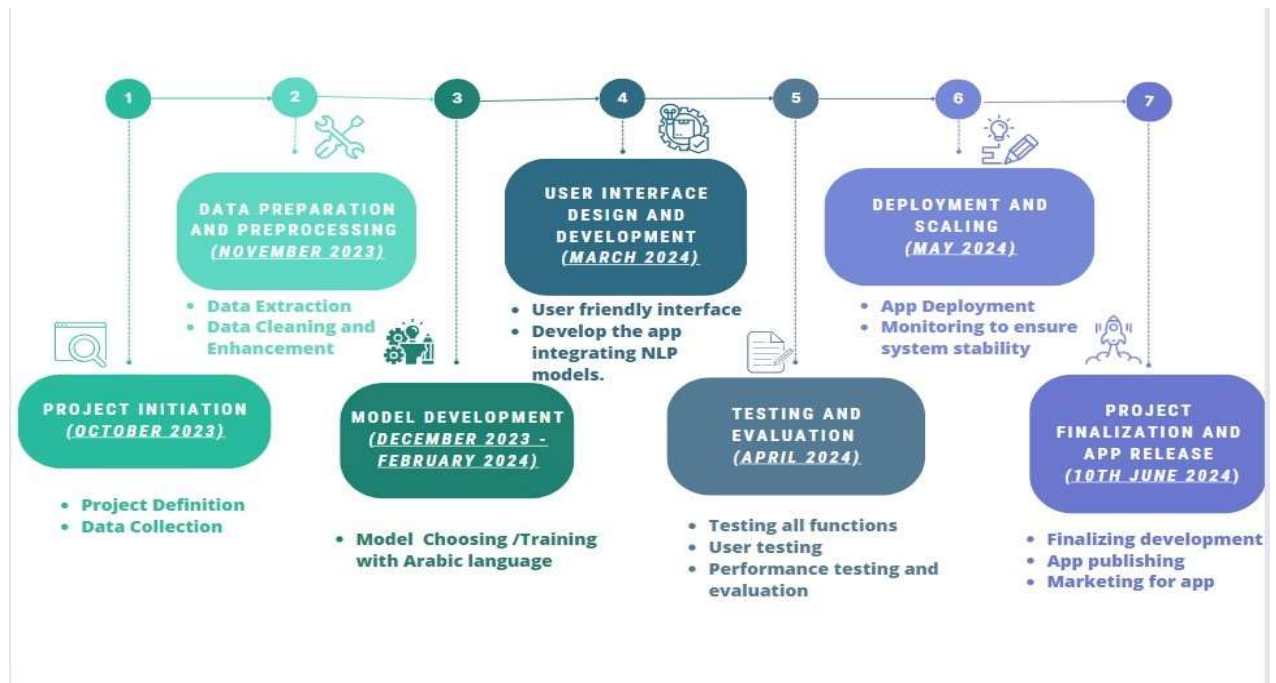 1
2
3
4
5
6
7
PROJECT INITIATION
(OCTOBER 2023)
• Project Definition
• Data Collection
DATA PREPARATION
AND PREPROCESSING
(NOVEMBER 2023)
• Data Extraction
• Data Cleaning and
Enhancement
MODEL DEVELOPMENT
(DECEMBER 2023 -
FEBRUARY 2024)
• Model Choosing /Training
with Arabic language
USER INTERFACE
DESIGN AND
DEVELOPMENT
(MARCH 2024)
• User friendly interface
• Develop the app
integrating NLP
models.
TESTING AND
EVALUATION
(APRIL 2024)
• Testing all functions
• User testing
• Performance testing and
evaluation
DEPLOYMENT AND
SCALING
(MAY 2024)
• App Deployment
• Monitoring to ensure
system stability
PROJECT
FINALIZATION AND
APP RELEASE
(10TH JUNE 2024)
• Finalizing development
• App publishing
• Marketing for app